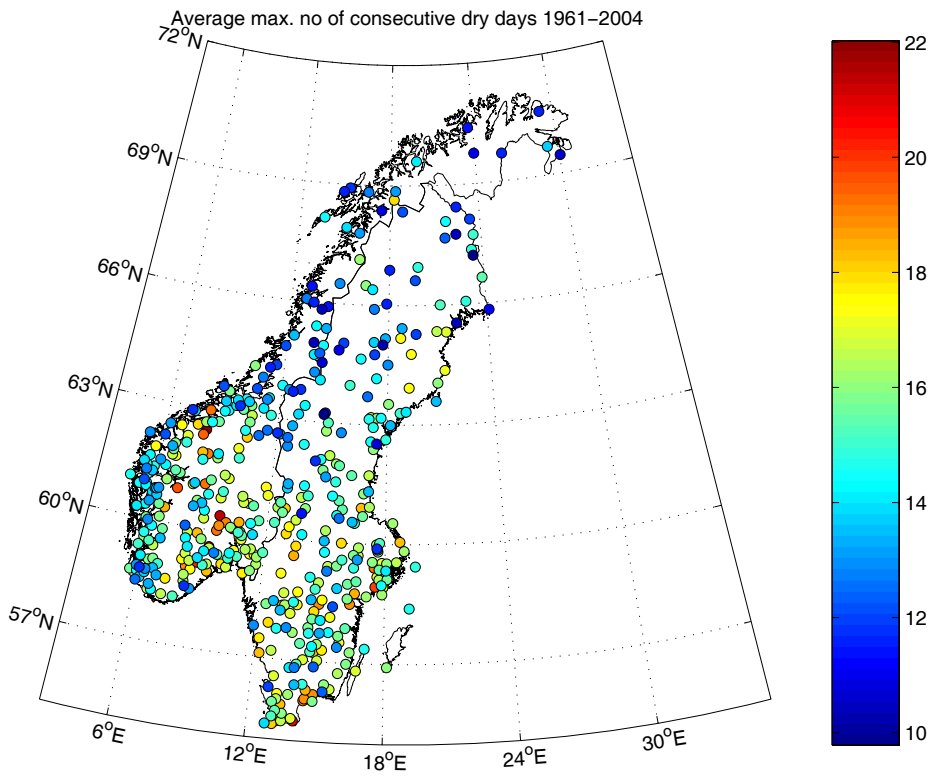 Average max. no of consecutive dry days 1961−2004
72°N
69°N
66°N
63°N
60°N
57°N
6°E
12°E
18°E
24°E
30°E
22
20
18
16
14
12
10